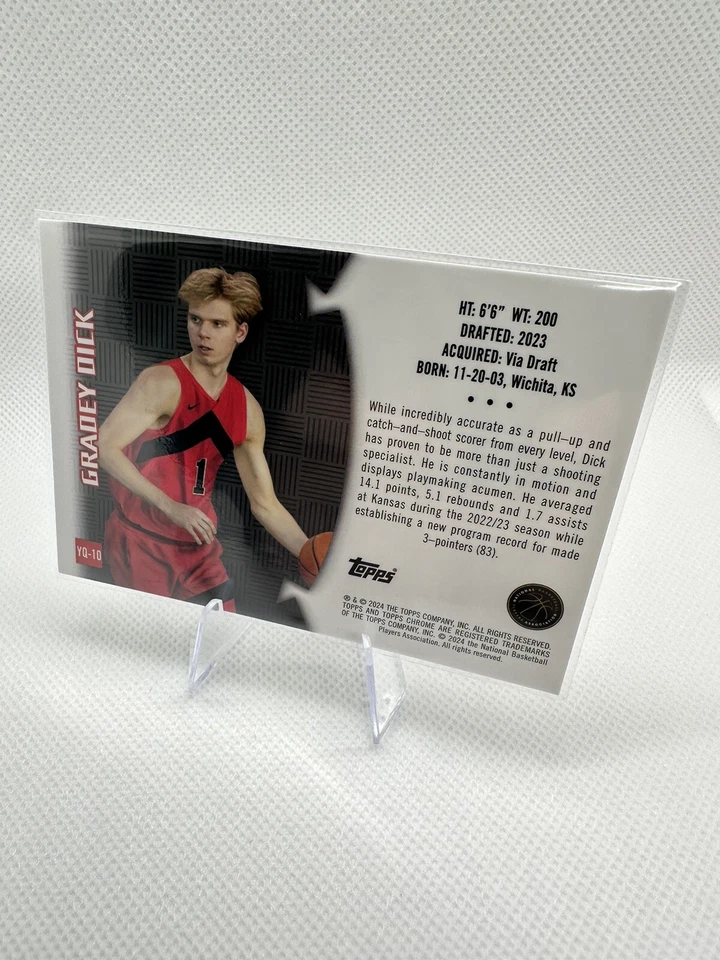 GRADEY DICK
YQ-10
1
HT: 6'6" WT: 200
DRAFTED: 2023
ACQUIRED: Via Draft
BORN: 11-20-03, Wichita, KS
• • •
While incredibly accurate as a pull–up and
catch–and–shoot scorer from every level, Dick
has proven to be more than just a shooting
specialist. He is constantly in motion and
displays playmaking acumen. He averaged
14.1 points, 5.1 rebounds and 1.7 assists
at Kansas during the 2022/23 season while
establishing a new program record for made
3–pointers (83).
TOPPS®
℗ & © 2024 THE TOPPS COMPANY, INC. ALL RIGHTS RESERVED.
TOPPS AND TOPPS CHROME ARE REGISTERED TRADEMARKS
OF THE TOPPS COMPANY, INC. © 2024 the National Basketball
Players Association. All rights reserved.